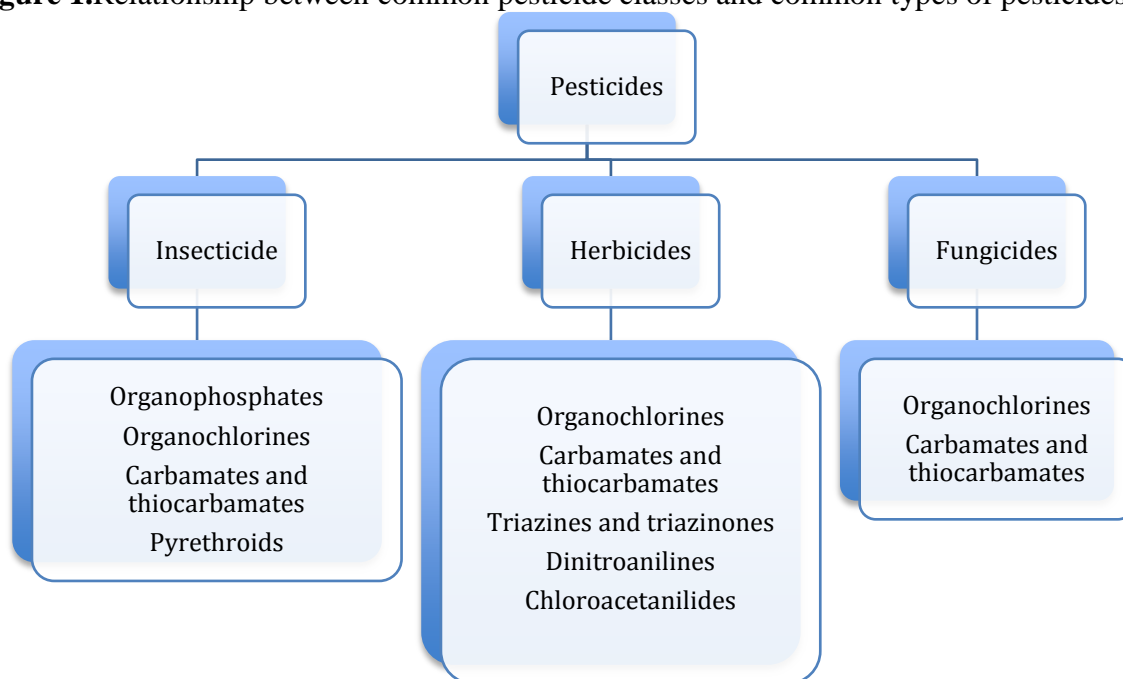 gure 1.Relationship between common pesticide classes and common types of pesticides
Pesticides
Insecticide
Herbicides
Fungicides
Organophosphates
Organochlorines
Carbamates and
thiocarbamates
Pyrethroids
Organochlorines
Carbamates and
thiocarbamates
Triazines and triazinones
Dinitroanilines
Chloroacetanilides
Organochlorines
Carbamates and
thiocarbamates